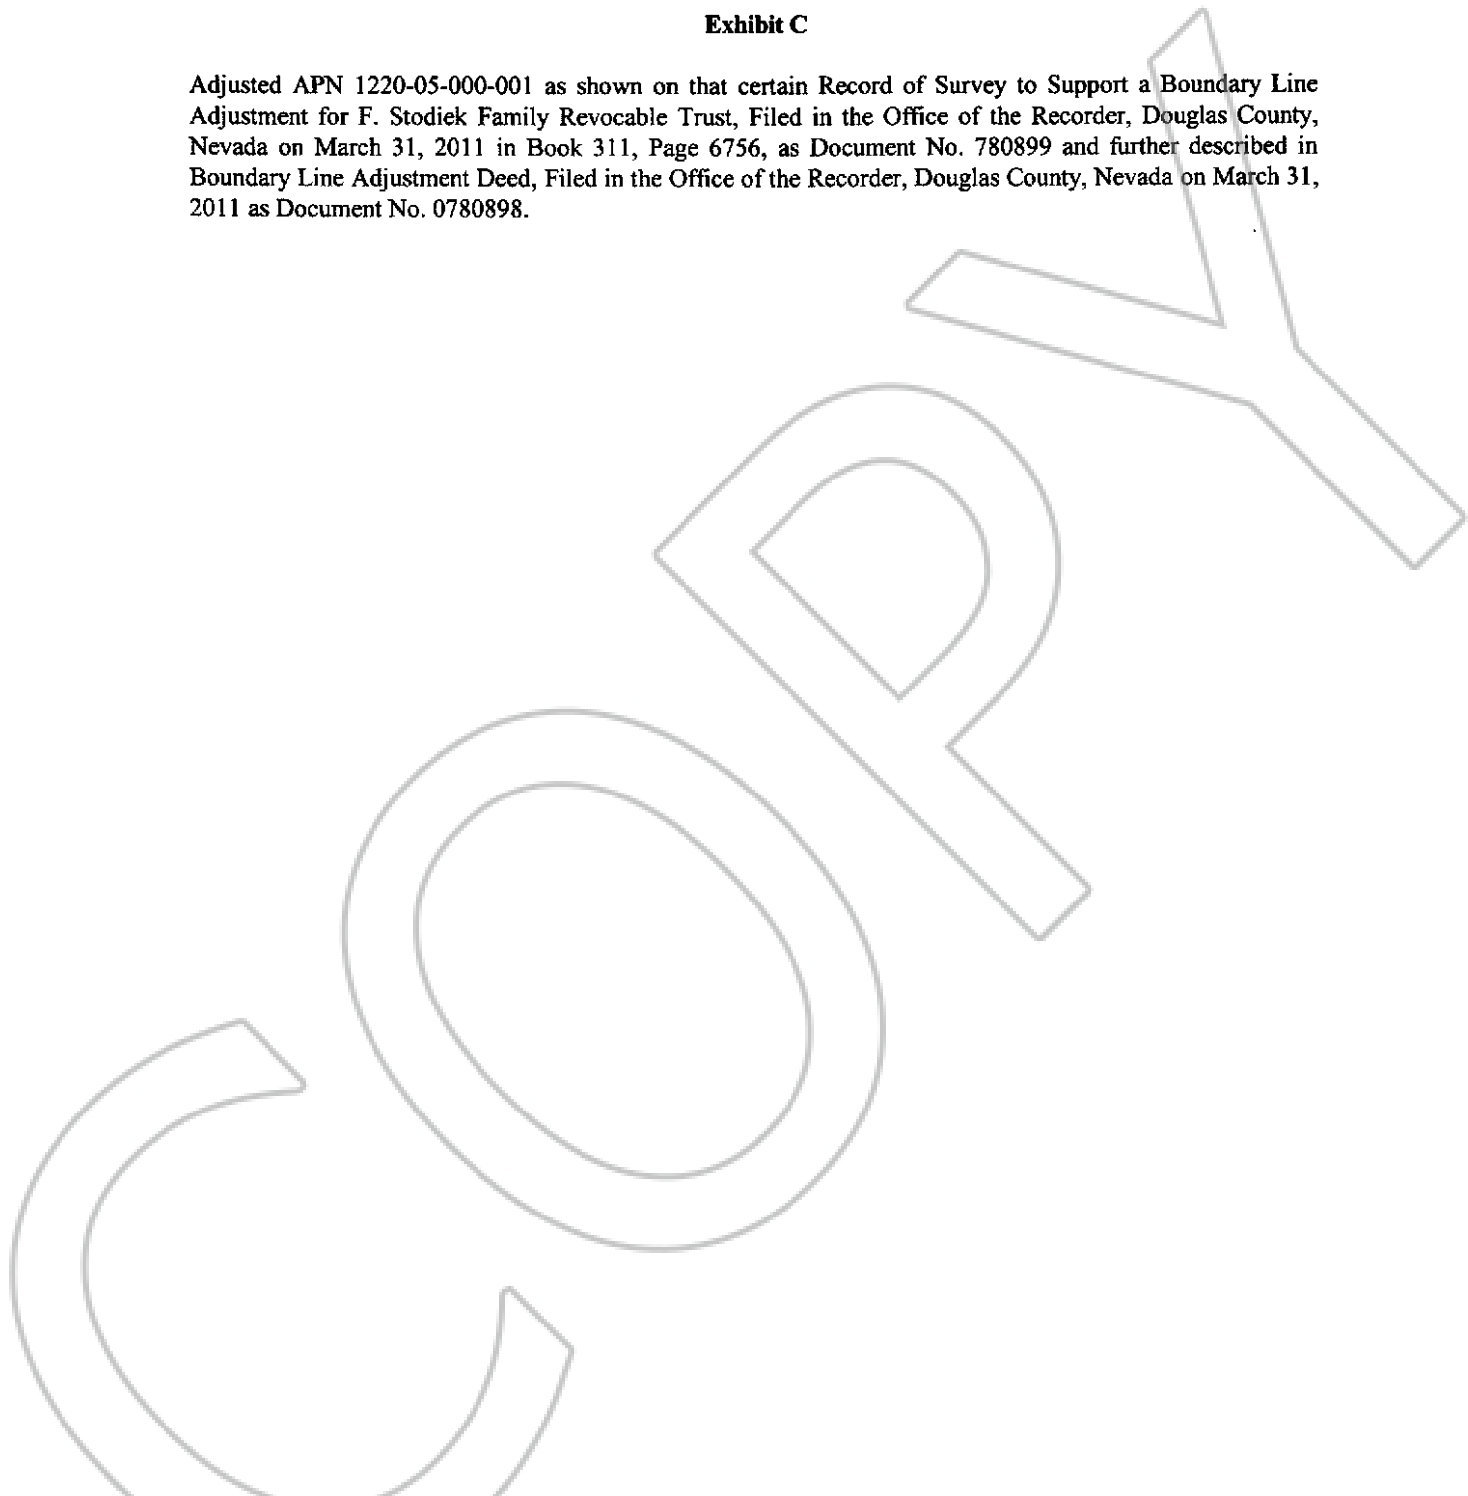 Exhibit C
Adjusted APN 1220-05-000-001 as shown on that certain Record of Survey to Support a Boundary Line
Adjustment for F. Stodiek Family Revocable Trust, Filed in the Office of the Recorder, Douglas County,
Nevada on March 31, 2011 in Book 311, Page 6756, as Document No. 780899 and further described in
Boundary Line Adjustment Deed, Filed in the Office of the Recorder, Douglas County, Nevada on March 31,
2011 as Document No. 0780898.
COPY